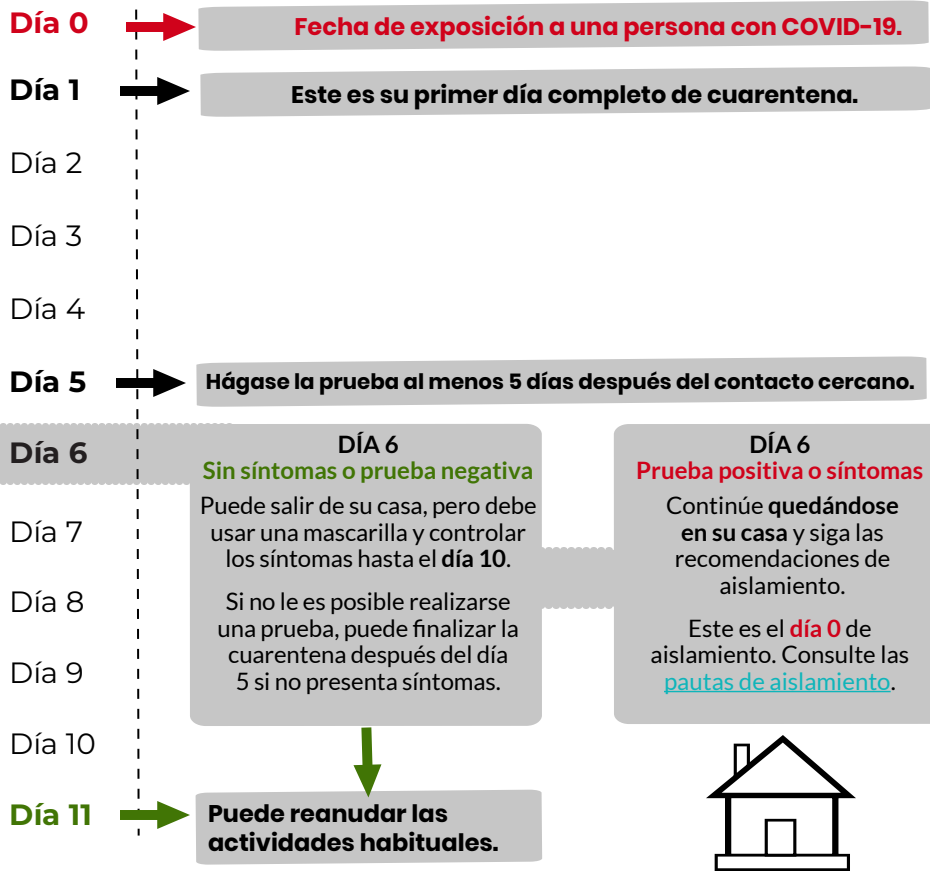 Día 0
Fecha de exposición a una persona con COVID-19.
Día 1
Este es su primer día completo de cuarentena.
Día 2
Día 3
Día 4
Día 5
Hágase la prueba al menos 5 días después del contacto cercano.
Día 6
DÍA 6
Sin síntomas o prueba negativa
Puede salir de su casa, pero debe
usar una mascarilla y controlar
los síntomas hasta el día 10.
Si no le es posible realizarse
una prueba, puede finalizar la
cuarentena después del día
5 si no presenta síntomas.
DÍA 6
Prueba positiva o síntomas
Continúe quedándose
en su casa y siga las
recomendaciones de
aislamiento.
Este es el día 0 de
aislamiento. Consulte las
pautas de aislamiento.
Día 7
Día 8
Día 9
Día 10
Día 11
Puede reanudar las
actividades habituales.